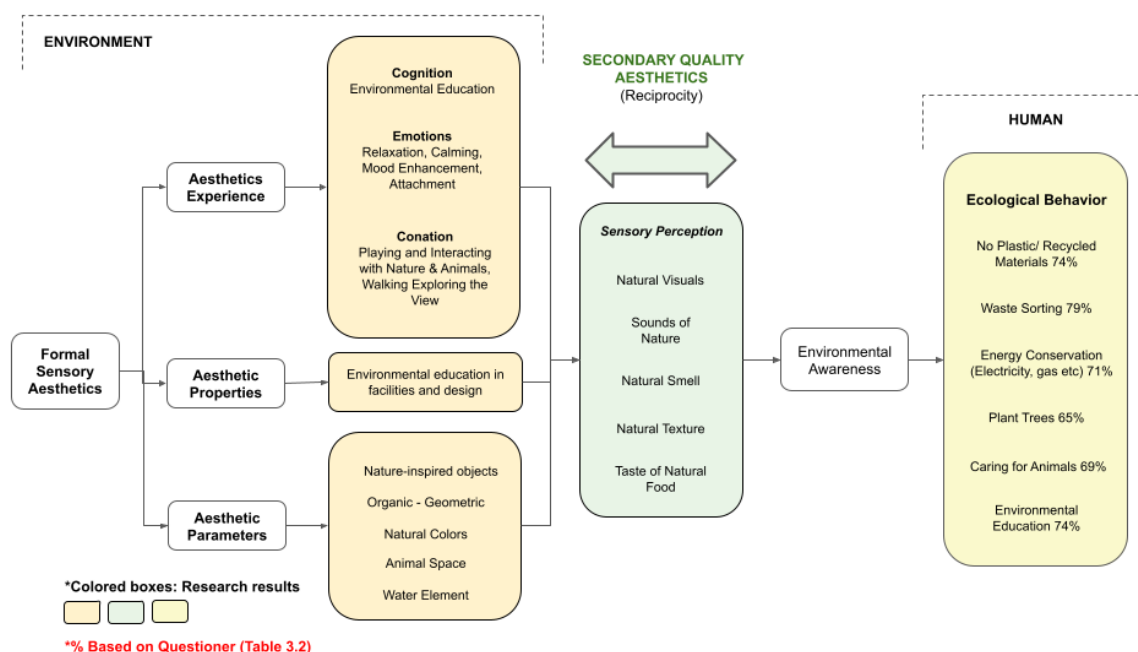 ENVIRONMENT
Cognition
Environmental Education
Emotions
Relaxation, Calming,
Mood Enhancement,
Attachment
Conation
Playing and Interacting
with Nature & Animals,
Walking Exploring the
View
Aesthetics
Experience
Formal
Sensory
Aesthetics
Aesthetic
Properties
Environmental education in
facilities and design
Aesthetic
Parameters
Nature-inspired objects
Organic - Geometric
Natural Colors
Animal Space
Water Element
SECONDARY QUALITY
AESTHETICS
(Reciprocity)
Sensory Perception
Natural Visuals
Sounds of
Nature
Natural Smell
Natural Texture
Taste of Natural
Food
Environmental
Awareness
HUMAN
Ecological Behavior
No Plastic/ Recycled
Materials 74%
Waste Sorting 79%
Energy Conservation
(Electricity, gas etc) 71%
Plant Trees 65%
Caring for Animals 69%
Environmental
Education 74%
*Colored boxes: Research results
*% Based on Questioner (Table 3.2)